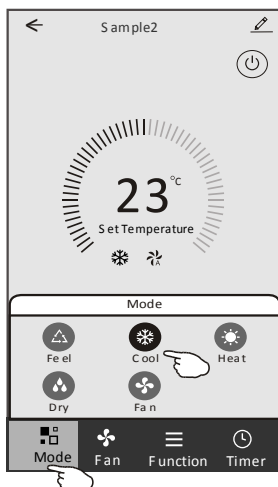 Sample2
23°C
Set Temperature
A
Mode
Feel Cool Heat
Dry Fan
Mode Fan Function Timer